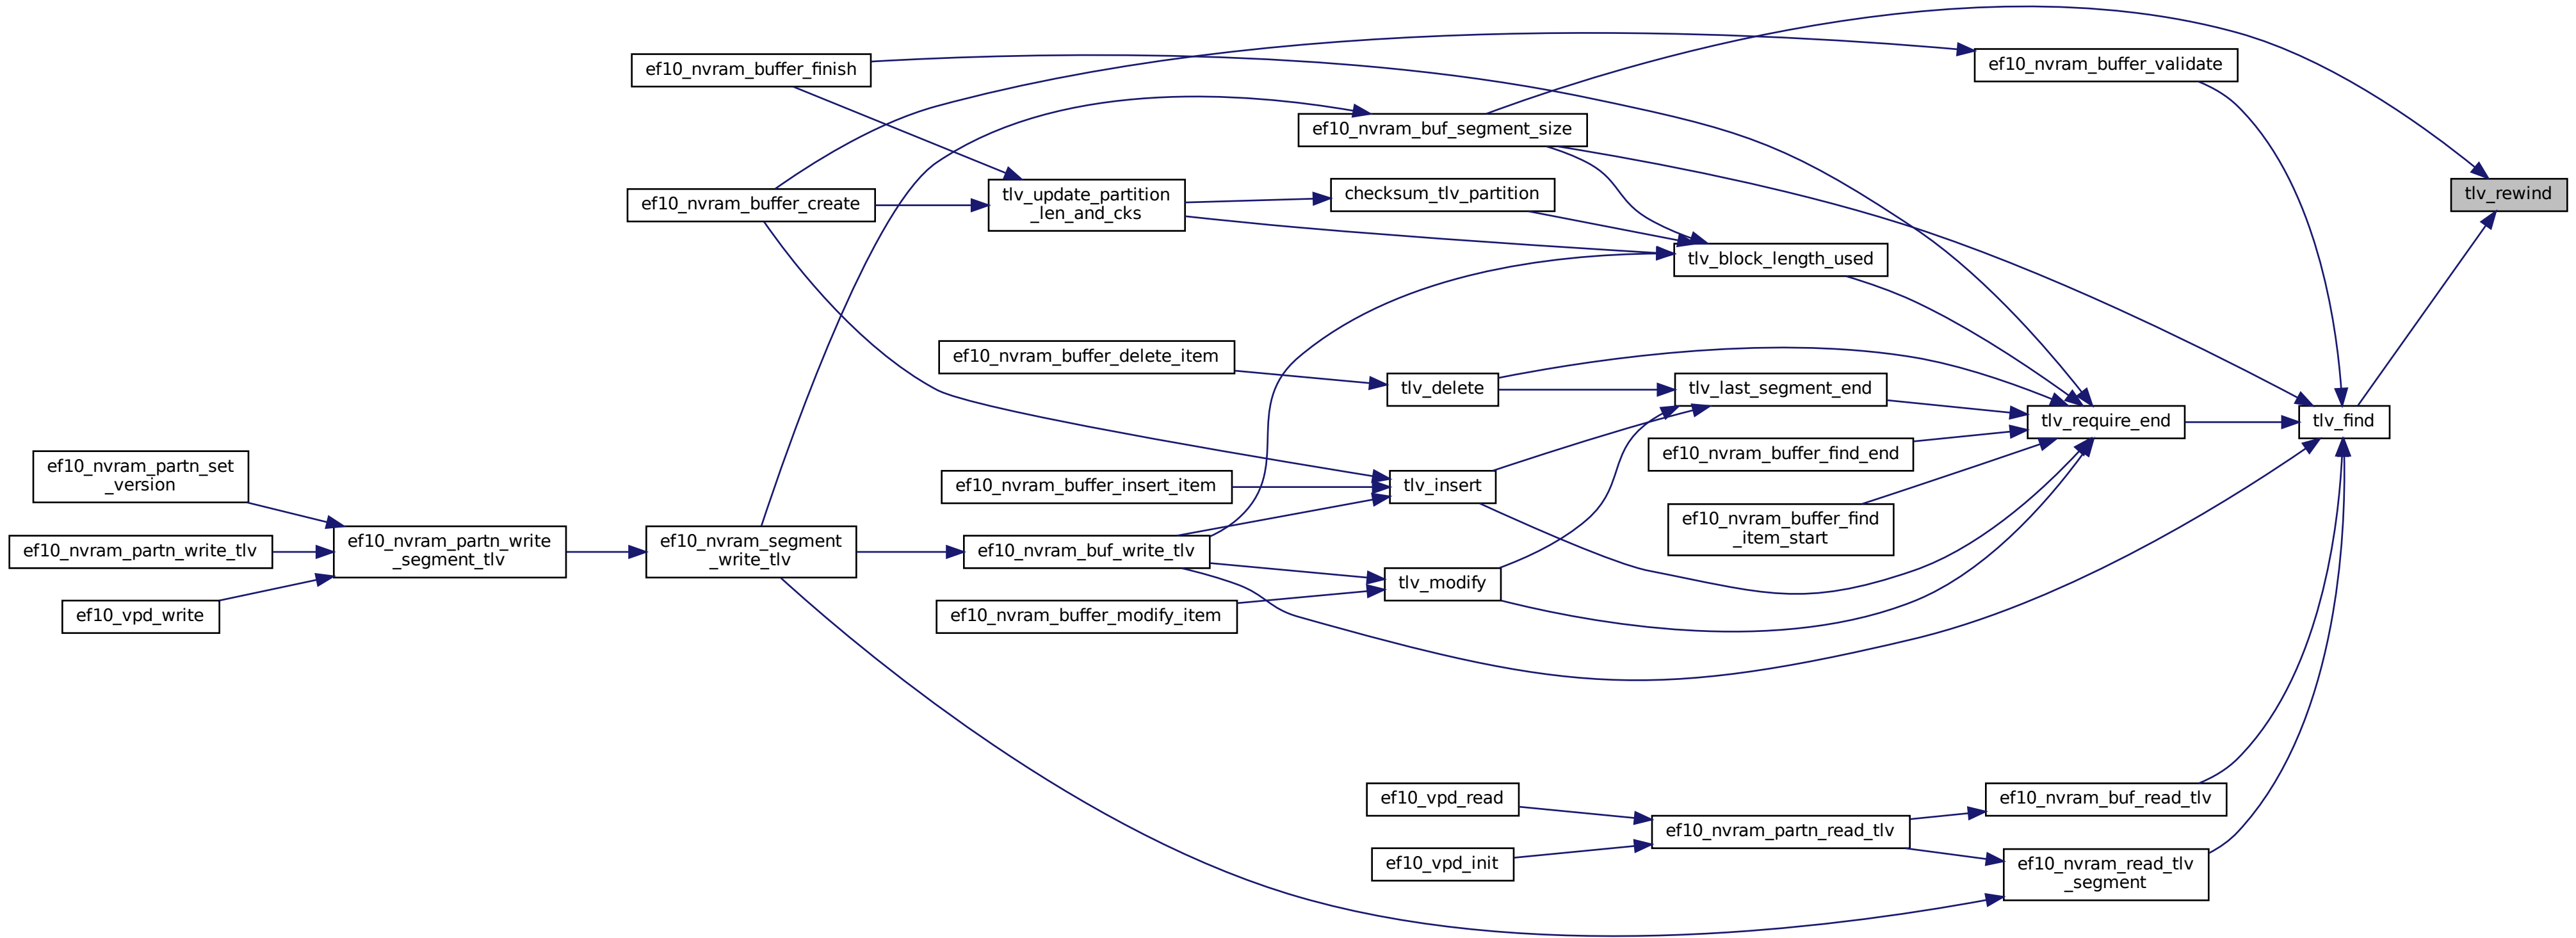 ef10_nvram_buffer_finish
ef10_nvram_buffer_validate
ef10_nvram_buf_segment_size
tlv_rewind
ef10_nvram_buffer_create
tlv_update_partition
_len_and_cks
checksum_tlv_partition
tlv_block_length_used
ef10_nvram_buffer_delete_item
tlv_delete
tlv_last_segment_end
tlv_require_end
tlv_find
ef10_nvram_buffer_find_end
ef10_nvram_partn_set
_version
ef10_nvram_buffer_insert_item
tlv_insert
ef10_nvram_buffer_find
_item_start
ef10_nvram_partn_write_tlv
ef10_nvram_partn_write
_segment_tlv
ef10_nvram_segment
_write_tlv
ef10_nvram_buf_write_tlv
tlv_modify
ef10_vpd_write
ef10_nvram_buffer_modify_item
ef10_vpd_read
ef10_nvram_buf_read_tlv
ef10_nvram_partn_read_tlv
ef10_vpd_init
ef10_nvram_read_tlv
_segment